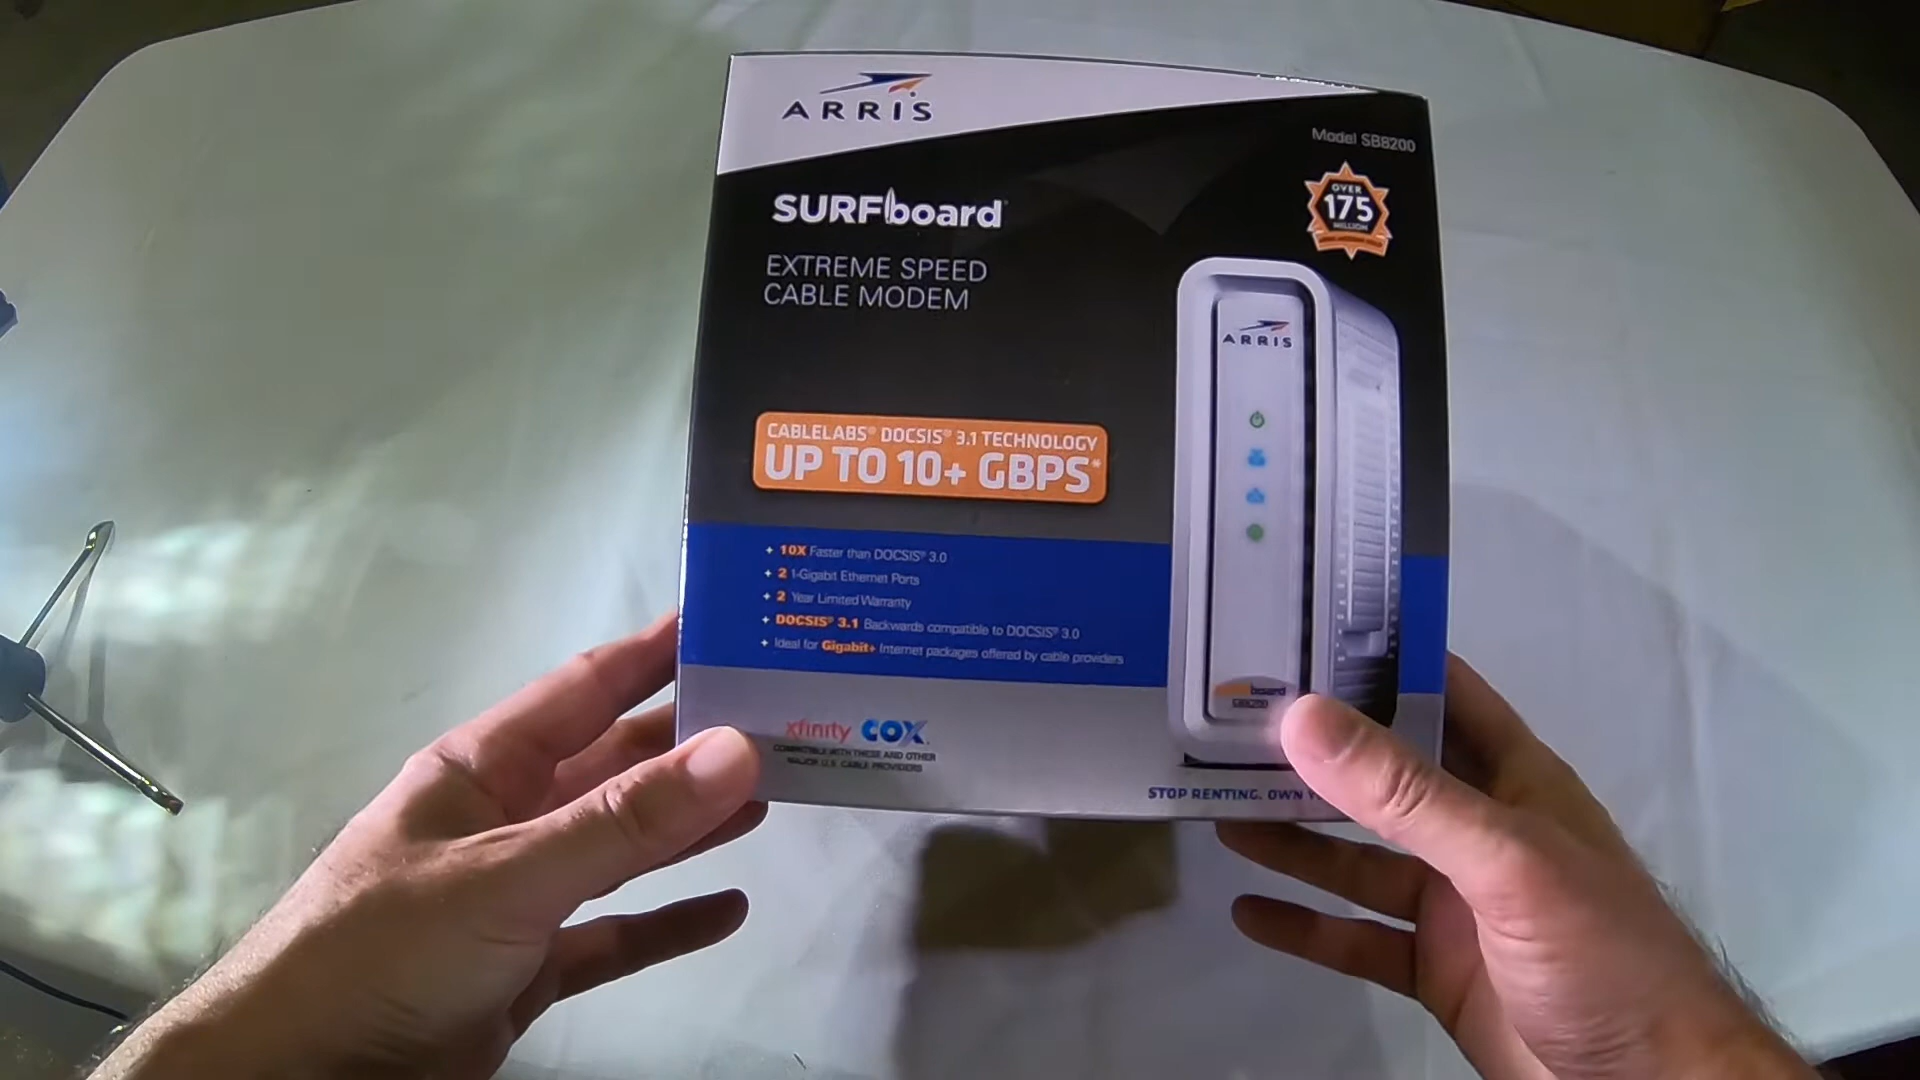 ARRIS
Model SB8200
SURFboard
OVER
175
MILLION
EXTREME SPEED
CABLE MODEM
ARRIS
CABLELABS® DOCSIS® 3.1 TECHNOLOGY
UP TO 10+ GBPS*
+ 10X Faster than DOCSIS® 3.0
+ 2 1-Gigabit Ethernet Ports
+ 2 Year Limited Warranty
+ DOCSIS® 3.1 Backwards compatible to DOCSIS® 3.0
+ Ideal for Gigabit+ Internet packages offered by cable providers
board
SB8200
xfinity COX
COMPATIBLE WITH THESE AND OTHER
MAJOR U.S. CABLE PROVIDERS
STOP RENTING. OWN